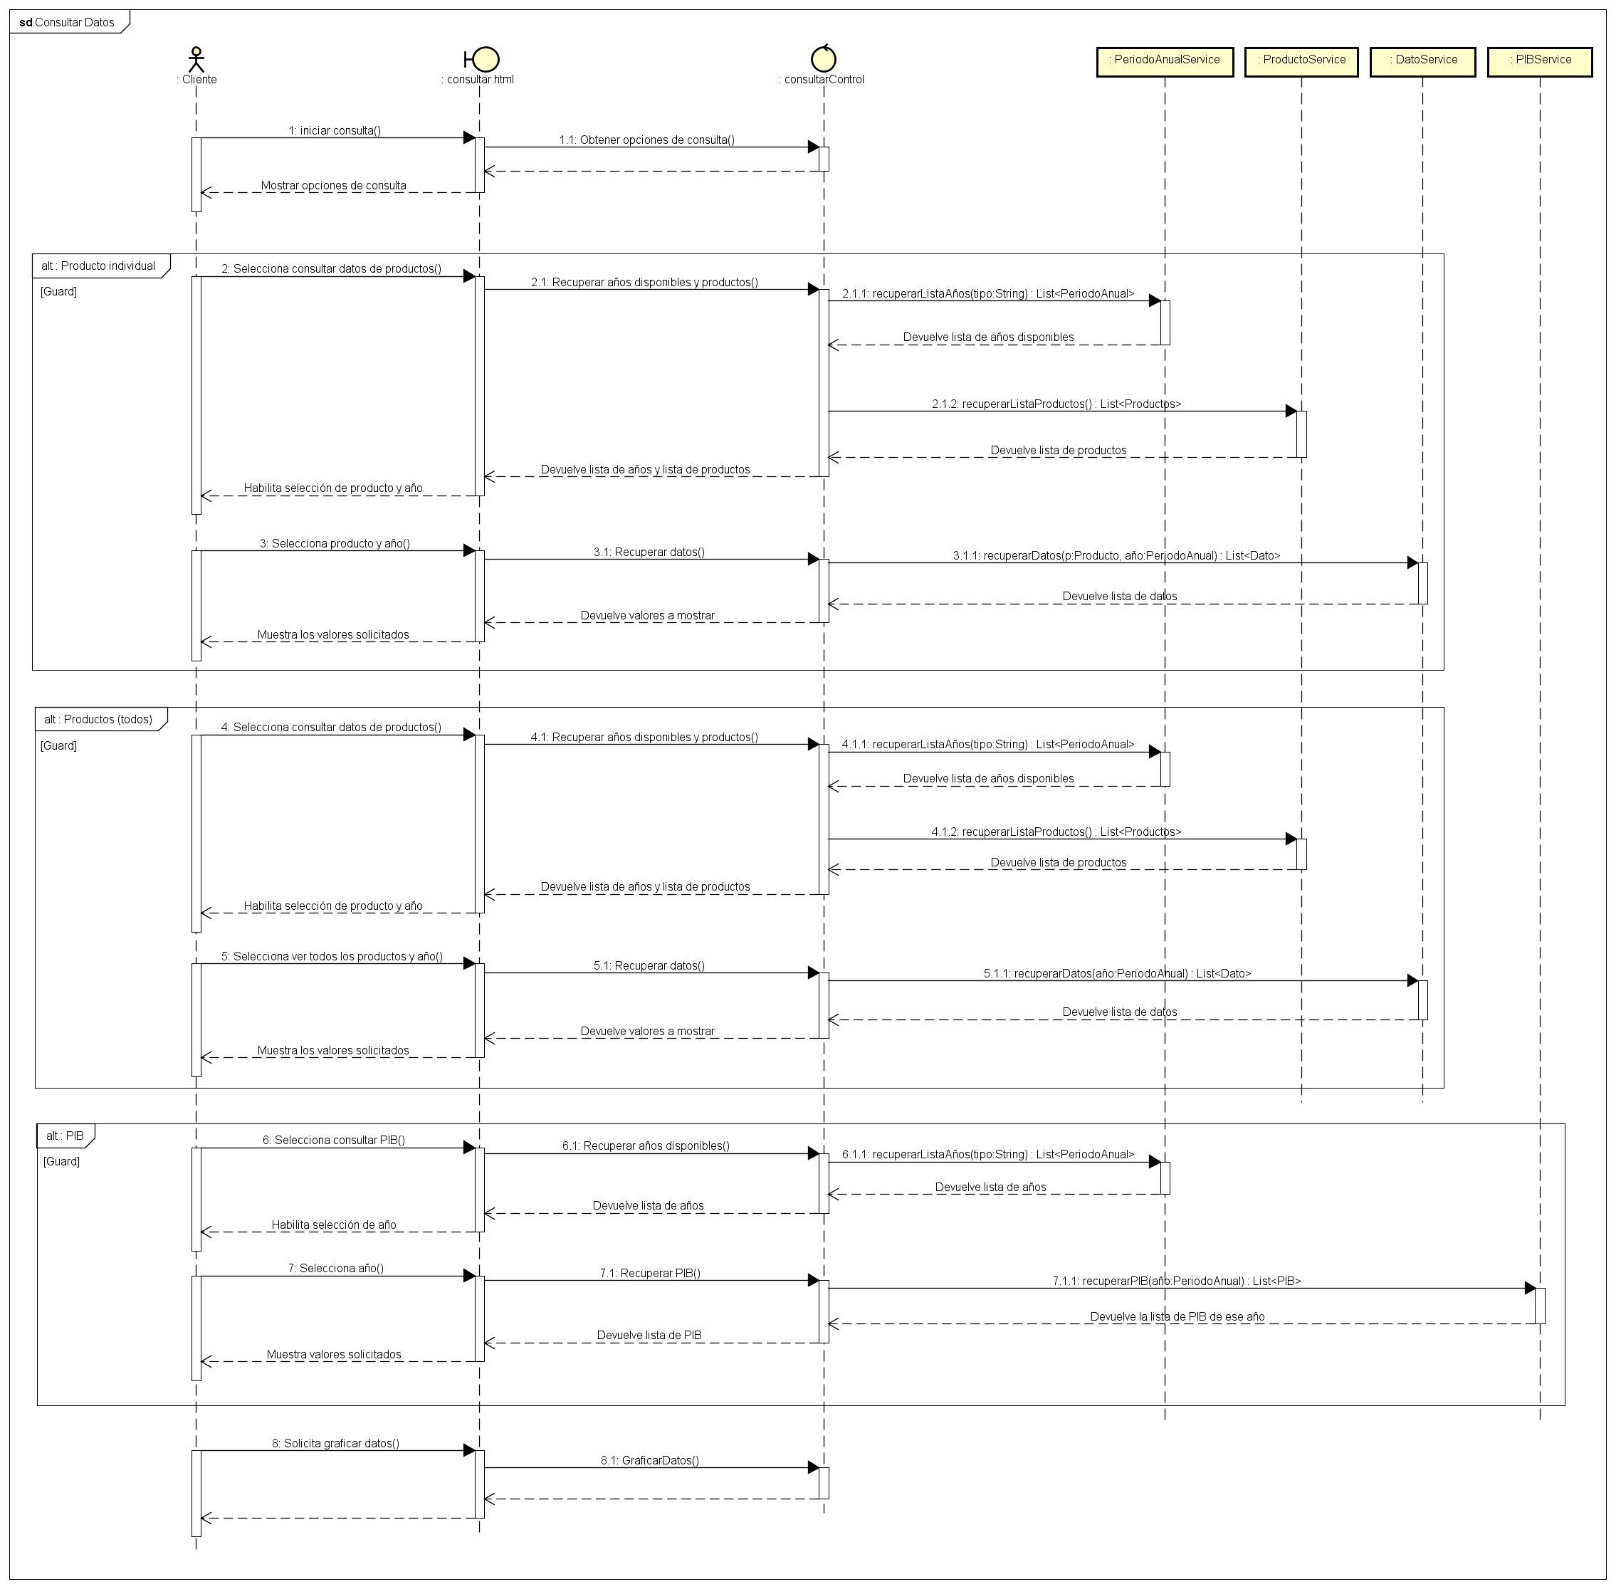 sd Consultar Datos
: Cliente
: consultar.html
: consultarControl
: PeriodoAnualService
: ProductoService
: DatoService
: PIBService
1: iniciar consulta()
1.1: Obtener opciones de consulta()
Mostrar opciones de consulta
alt : Producto individual
[Guard]
2: Selecciona consultar datos de productos()
2.1: Recuperar años disponibles y productos()
2.1.1: recuperarListaAños(tipo:String) : List<PeriodoAnual>
Devuelve lista de años disponibles
2.1.2: recuperarListaProductos() : List<Productos>
Devuelve lista de productos
Devuelve lista de años y lista de productos
Habilita selección de producto y año
3: Selecciona producto y año()
3.1: Recuperar datos()
3.1.1: recuperarDatos(p:Producto, año:PeriodoAnual) : List<Dato>
Devuelve lista de datos
Devuelve valores a mostrar
Muestra los valores solicitados
alt : Productos (todos)
[Guard]
4: Selecciona consultar datos de productos()
4.1: Recuperar años disponibles y productos()
4.1.1: recuperarListaAños(tipo:String) : List<PeriodoAnual>
Devuelve lista de años disponibles
4.1.2: recuperarListaProductos() : List<Productos>
Devuelve lista de productos
Devuelve lista de años y lista de productos
Habilita selección de producto y año
5: Selecciona ver todos los productos y año()
5.1: Recuperar datos()
5.1.1: recuperarDatos(año:PeriodoAnual) : List<Dato>
Devuelve lista de datos
Devuelve valores a mostrar
Muestra los valores solicitados
alt : PIB
[Guard]
6: Selecciona consultar PIB()
6.1: Recuperar años disponibles()
6.1.1: recuperarListaAños(tipo:String) : List<PeriodoAnual>
Devuelve lista de años
Devuelve lista de años
Habilita selección de año
7: Selecciona año()
7.1: Recuperar PIB()
7.1.1: recuperarPIB(año:PeriodoAnual) : List<PIB>
Devuelve la lista de PIB de ese año
Devuelve lista de PIB
Muestra valores solicitados
8: Solicita graficar datos()
8.1: GraficarDatos()